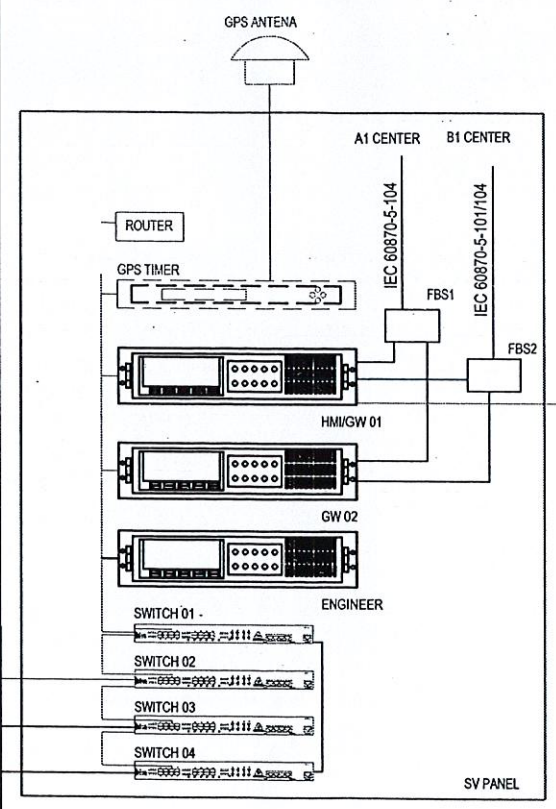 GPS ANTENA
A1 CENTER
B1 CENTER
IEC 60870-5-104
IEC 60870-5-101/104
ROUTER
GPS TIMER
FBS1
FBS2
HMI/GW 01
GW 02
ENGINEER
SWITCH 01
SWITCH 02
SWITCH 03
SWITCH 04
SV PANEL